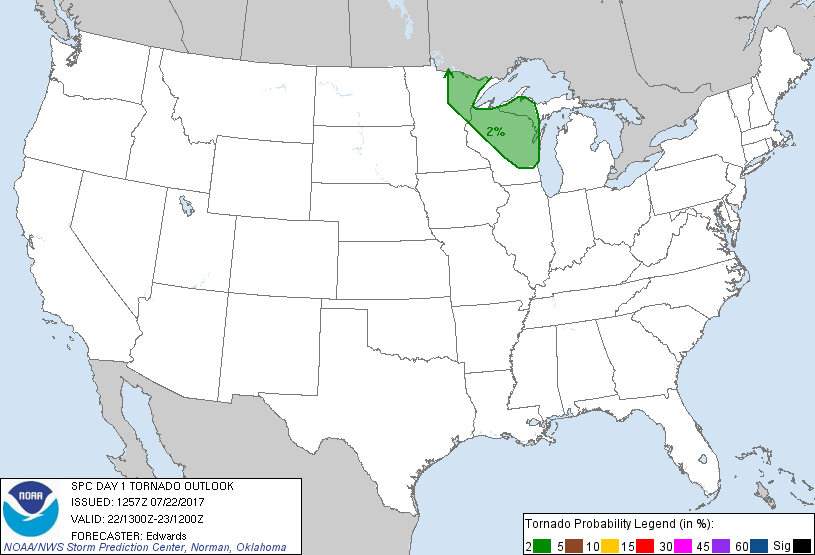 2%
NOAA
SPC DAY 1 TORNADO OUTLOOK
ISSUED: 1257Z 07/22/2017
VALID: 22/1300Z-23/1200Z
FORECASTER: Edwards
NOAA/NWS Storm Prediction Center, Norman, Oklahoma
Tornado Probability Legend (in %):
2 5 10 15 30 45 60 Sig